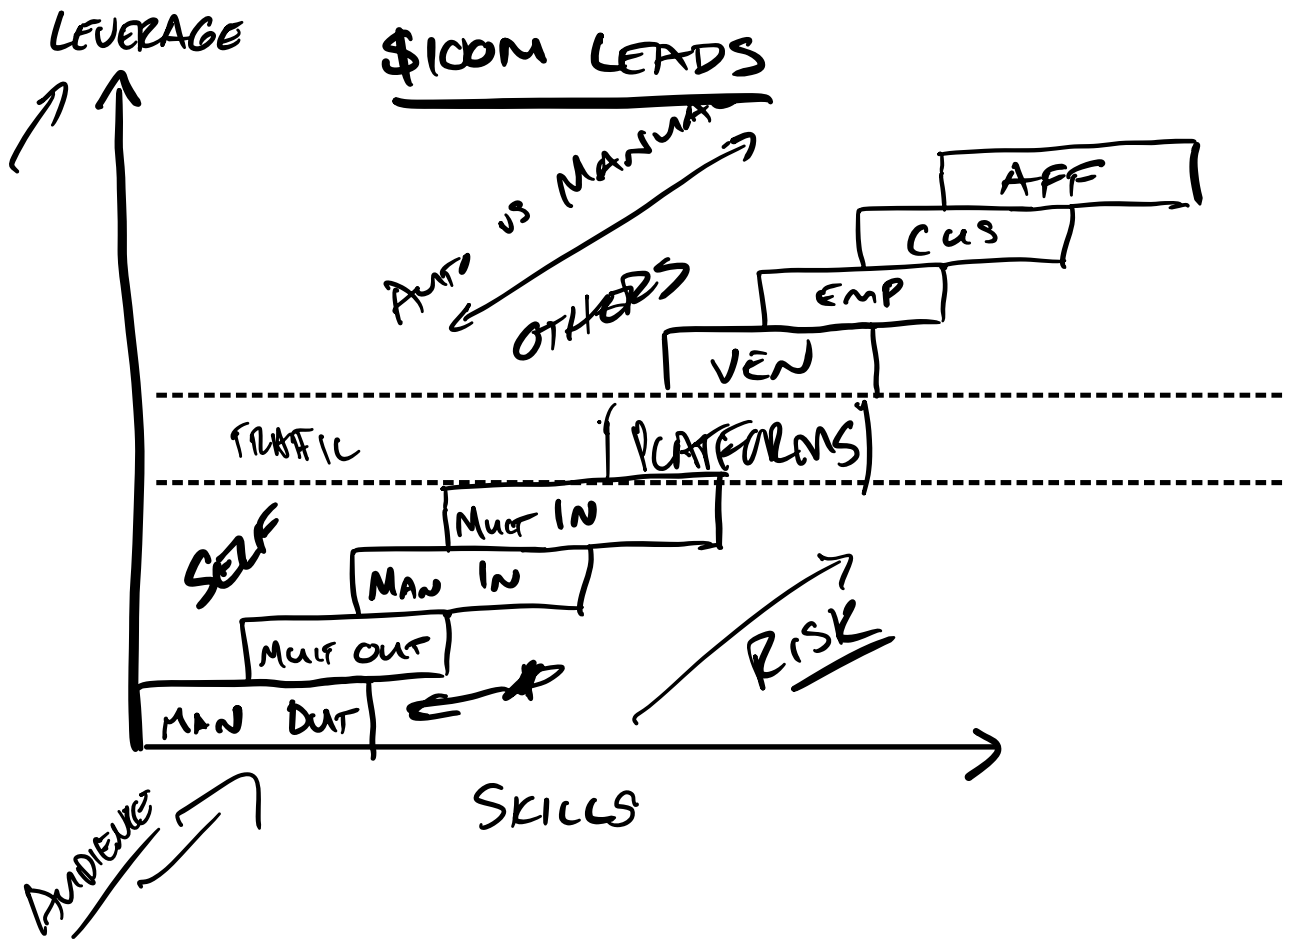 LEVERAGE
$100M LEADS
AUTO VS MANUAL
AFF
CUS
EMP
OTHERS
VEN
TRAFFIC
PLATFORMS
MULT IN
SELF
MAN IN
MULT OUT
RISK
MAN OUT
SKILLS
AUDIENCE